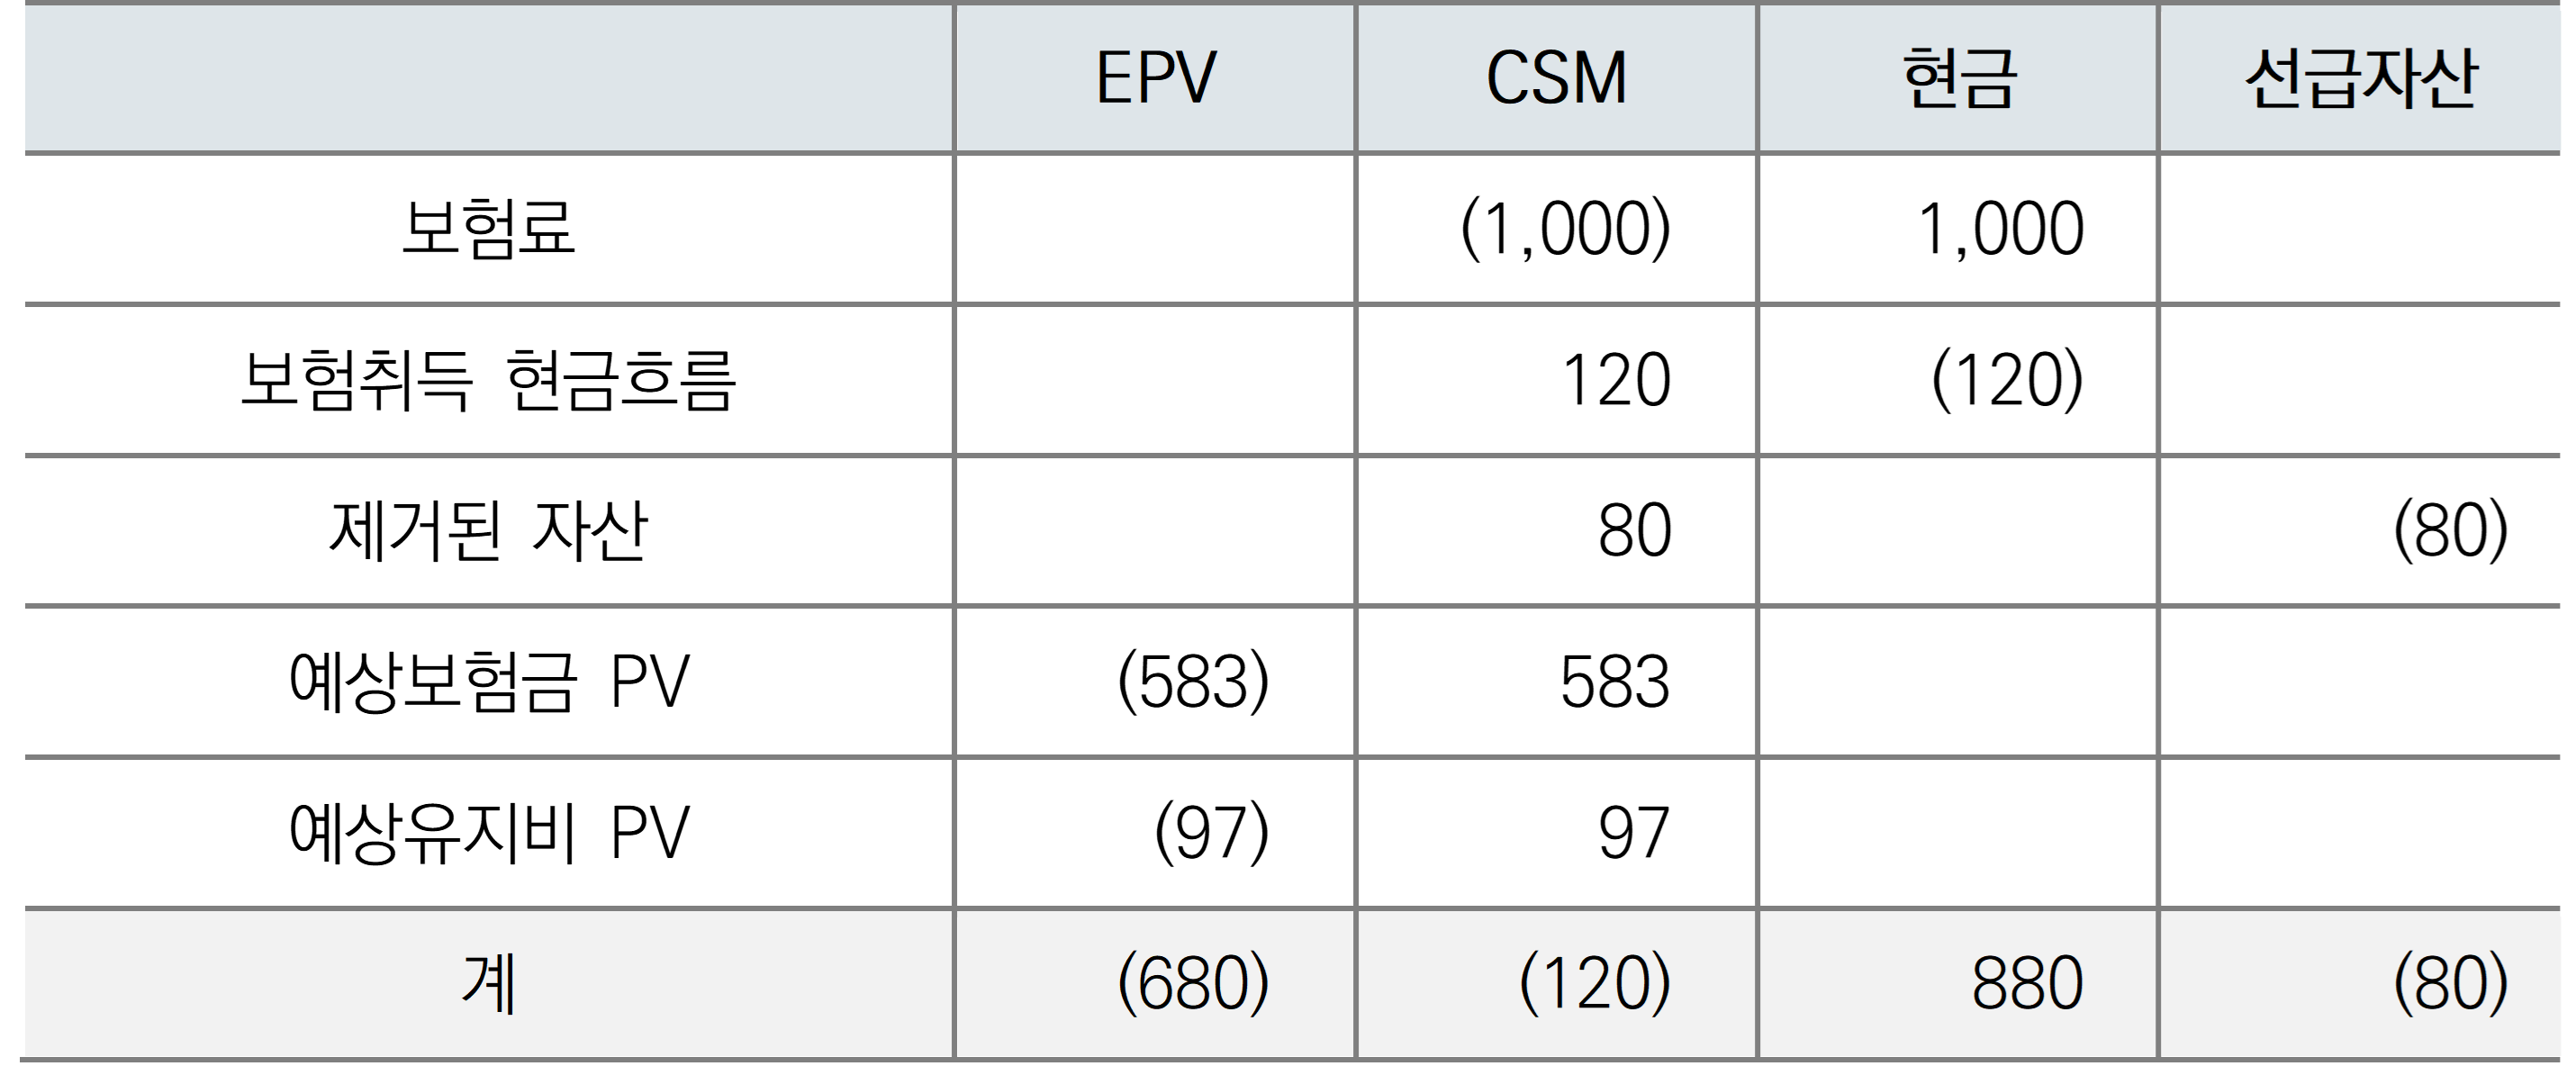 EPV CSM 현금 선급자산
보험료 (1,000) 1,000
보험취득 현금흐름 120 (120)
제거된 자산 80 (80)
예상보험금 PV (583) 583
예상유지비 PV (97) 97
계 (680) (120) 880 (80)